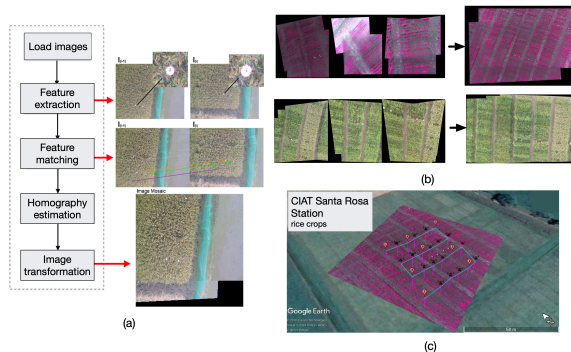 Load images
Feature
extraction
Feature
matching
Homography
estimation
Image
transformation
Image Mosaic
(a)
(b)
CIAT Santa Rosa
Station
rice crops
Google Earth
(c)